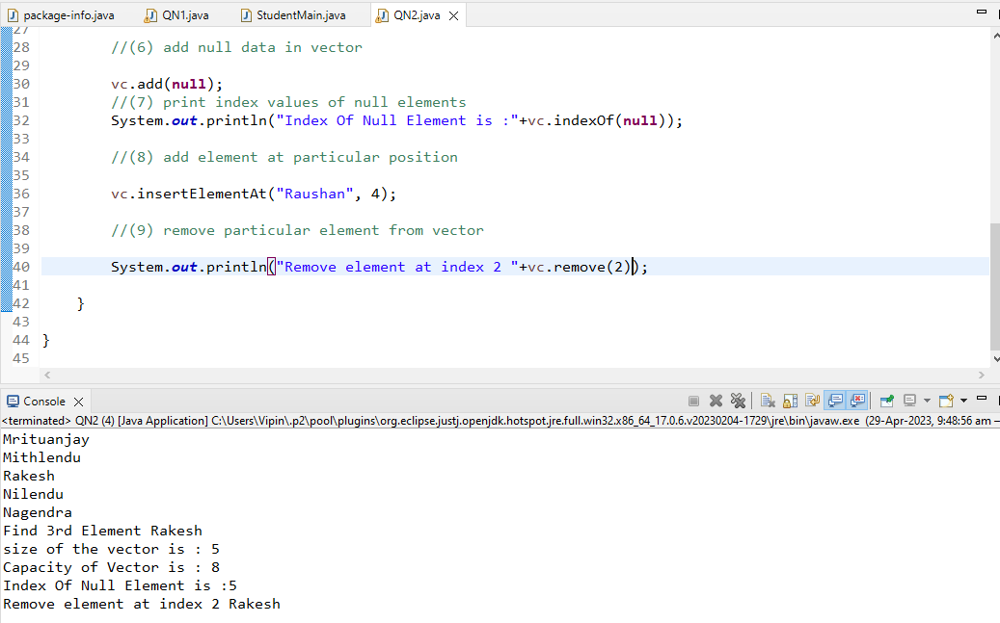 package-info.java QN1.java StudentMain.java QN2.java
27
28 //(6) add null data in vector
29
30 vc.add(null);
31 //(7) print index values of null elements
32 System.out.println("Index Of Null Element is :"+vc.indexOf(null));
33
34 //(8) add element at particular position
35
36 vc.insertElementAt("Raushan", 4);
37
38 //(9) remove particular element from vector
39
40 System.out.println("Remove element at index 2 "+vc.remove(2));
41
42 }
43
44 }
45
Console
<terminated> QN2 (4) [Java Application] C:\Users\Vipin\.p2\pool\plugins\org.eclipse.justj.openjdk.hotspot.jre.full.win32.x86_64_17.0.6.v20230204-1729\jre\bin\javaw.exe (29-Apr-2023, 9:48:56 am –
Mrituanjay
Mithlendu
Rakesh
Nilendu
Nagendra
Find 3rd Element Rakesh
size of the vector is : 5
Capacity of Vector is : 8
Index Of Null Element is :5
Remove element at index 2 Rakesh